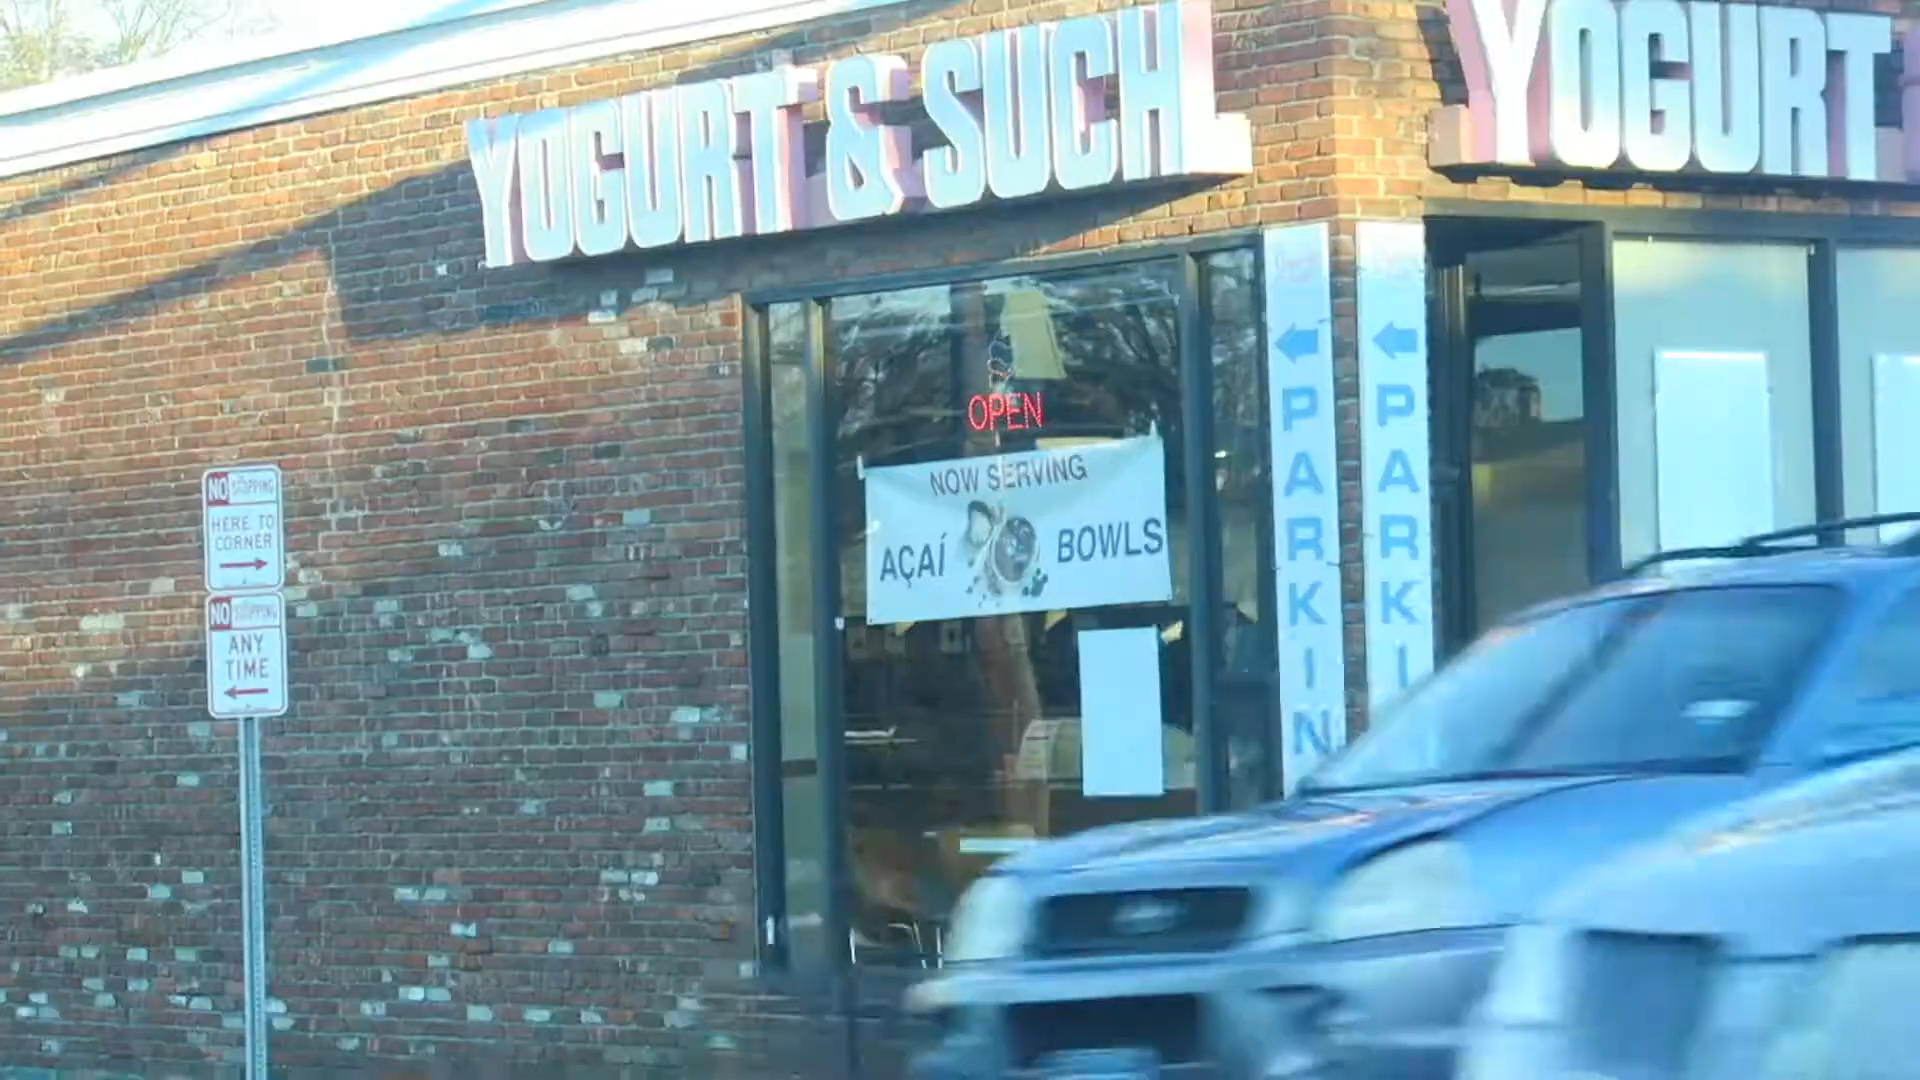 YOGURT & SUCH
YOGURT
OPEN
NOW SERVING
AÇAÍ BOWLS
PARKIN
PARKI
NO STOPPING
HERE TO
CORNER
NO STOPPING
ANY
TIME